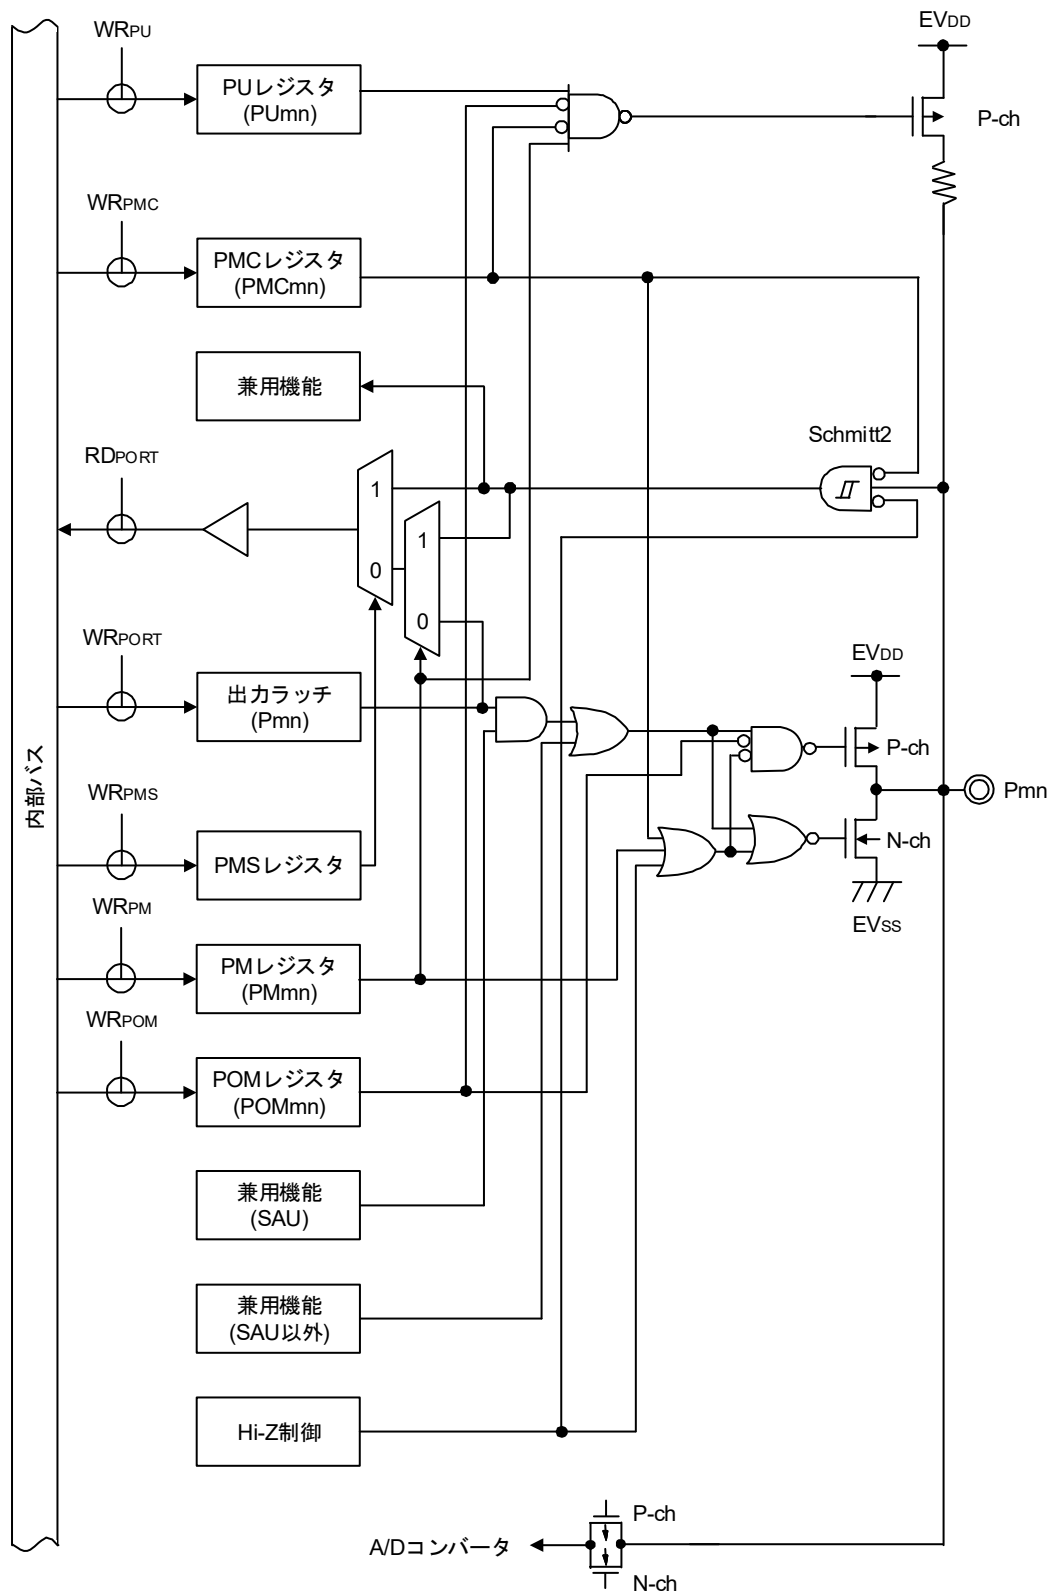 WRPU
EVDD
PUレジスタ
(PUmn)
P-ch
WRPMC
PMCレジスタ
(PMCmn)
兼用機能
Schmitt2
RDPORT
1
0
1
0
WRPORT
出力ラッチ
(Pmn)
EVDD
P-ch
Pmn
内部バス
WRPMS
PMSレジスタ
N-ch
EVSS
WRPM
PMレジスタ
(PMmn)
WRPOM
POMレジスタ
(POMmn)
兼用機能
(SAU)
兼用機能
(SAU以外)
Hi-Z制御
P-ch
A/Dコンバータ
N-ch